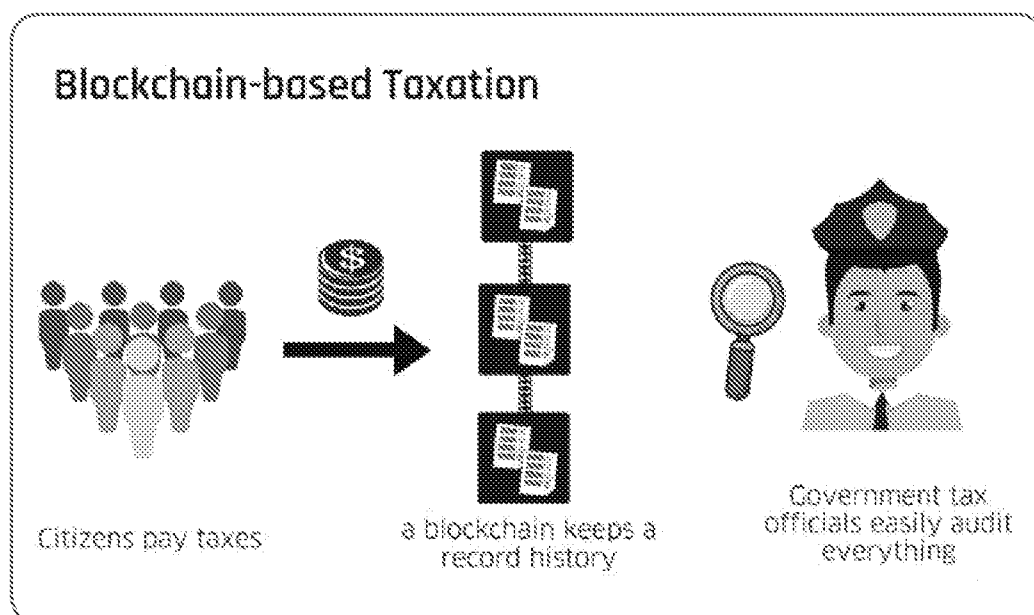 Blockchain-based Taxation
$
Citizens pay taxes
a blockchain keeps a
record history
Government tax
officials easily audit
everything